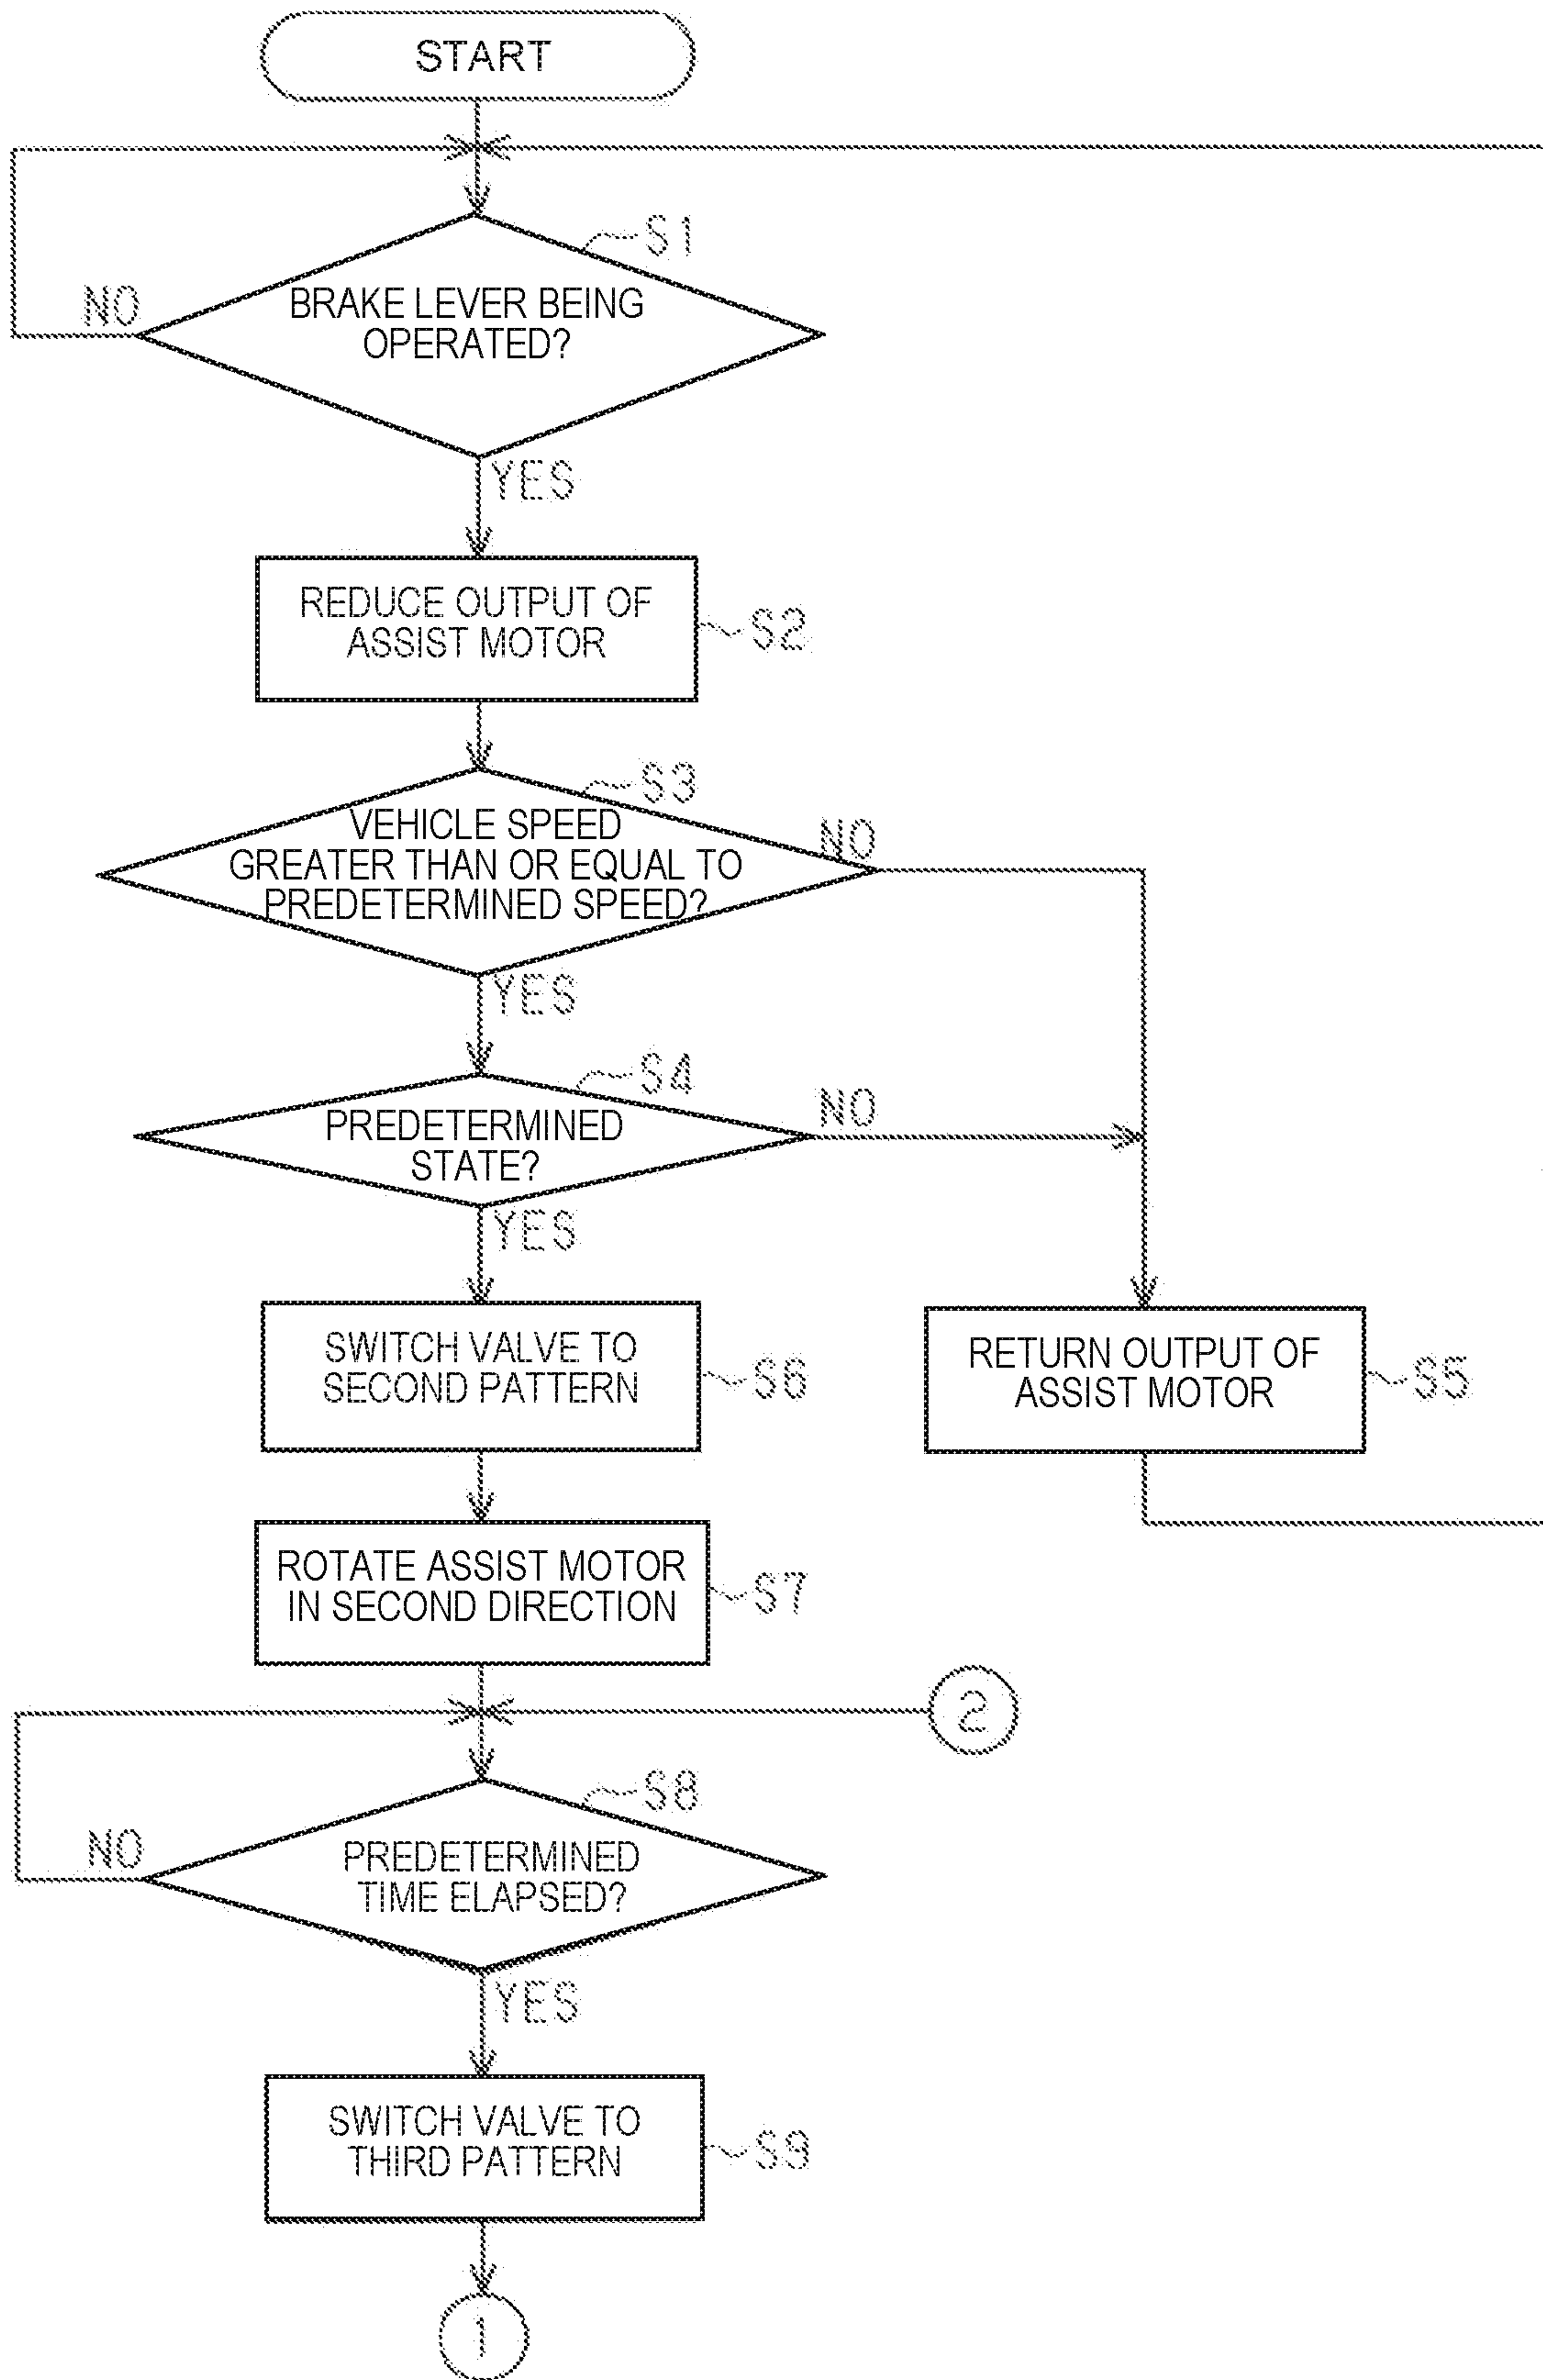 START
S1
BRAKE LEVER BEING
OPERATED?
NO
YES
REDUCE OUTPUT OF
ASSIST MOTOR
S2
S3
VEHICLE SPEED
GREATER THAN OR EQUAL TO
PREDETERMINED SPEED?
NO
YES
S4
PREDETERMINED
STATE?
NO
YES
SWITCH VALVE TO
SECOND PATTERN
S6
RETURN OUTPUT OF
ASSIST MOTOR
S5
ROTATE ASSIST MOTOR
IN SECOND DIRECTION
S7
2
S8
PREDETERMINED
TIME ELAPSED?
NO
YES
SWITCH VALVE TO
THIRD PATTERN
S9
1